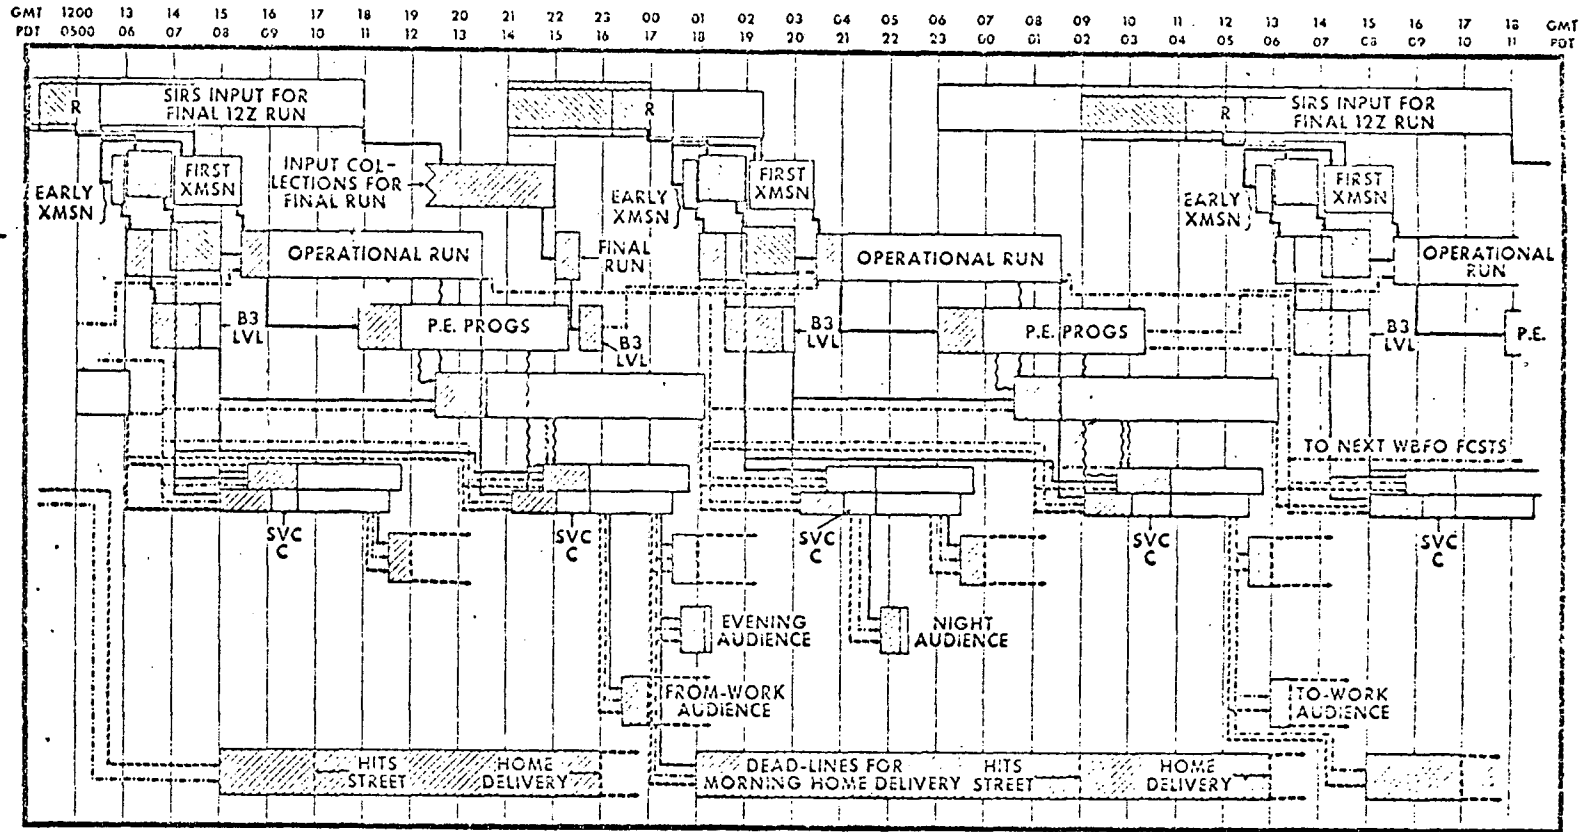 GMT 1200 13 14 15 16 17 18 19 20 21 22 23 00 01 02 03 04 05 06 07 08 09 10 11 12 13 14 15 16 17 18 GMT
PDT 0500 06 07 08 09 10 11 12 13 14 15 16 17 18 19 20 21 22 23 00 01 02 03 04 05 06 07 08 09 10 11 PDT
R
SIRS INPUT FOR
FINAL 12Z RUN
R
R
SIRS INPUT FOR
FINAL 12Z RUN
EARLY
XMSN
FIRST
XMSN
INPUT COL-
LECTIONS FOR
FINAL RUN
EARLY
XMSN
FIRST
XMSN
EARLY
XMSN
FIRST
XMSN
OPERATIONAL RUN
FINAL
RUN
OPERATIONAL RUN
OPERATIONAL
RUN
B3
LVL
P.E. PROGS
B3
LVL
B3
LVL
P.E. PROGS
B3
LVL
P.E.
TO NEXT WBFO FCSTS
SVC
C
SVC
C
SVC
C
SVC
C
SVC
C
EVENING
AUDIENCE
NIGHT
AUDIENCE
FROM-WORK
AUDIENCE
TO-WORK
AUDIENCE
HITS
STREET
HOME
DELIVERY
DEAD-LINES FOR
MORNING HOME DELIVERY
HITS
STREET
HOME
DELIVERY